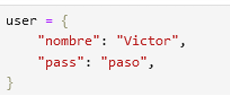 user = {
    "nombre": "Victor",
    "pass": "paso",
}